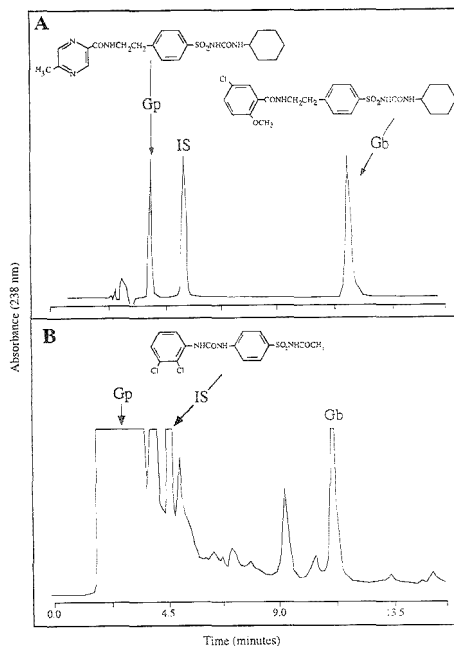 A
CONHCH₂CH₂
SO₂NHCONH
H₃C
N
N
Gp
Cl
CONHCH₂CH₂
SO₂NHCONH
OCH₃
IS
Gb
Absorbance (238 nm)
B
NHCONH
SO₂NHCOCH₃
Cl
Cl
Gp
IS
Gb
0.0 4.5 9.0 13.5
Time (minutes)